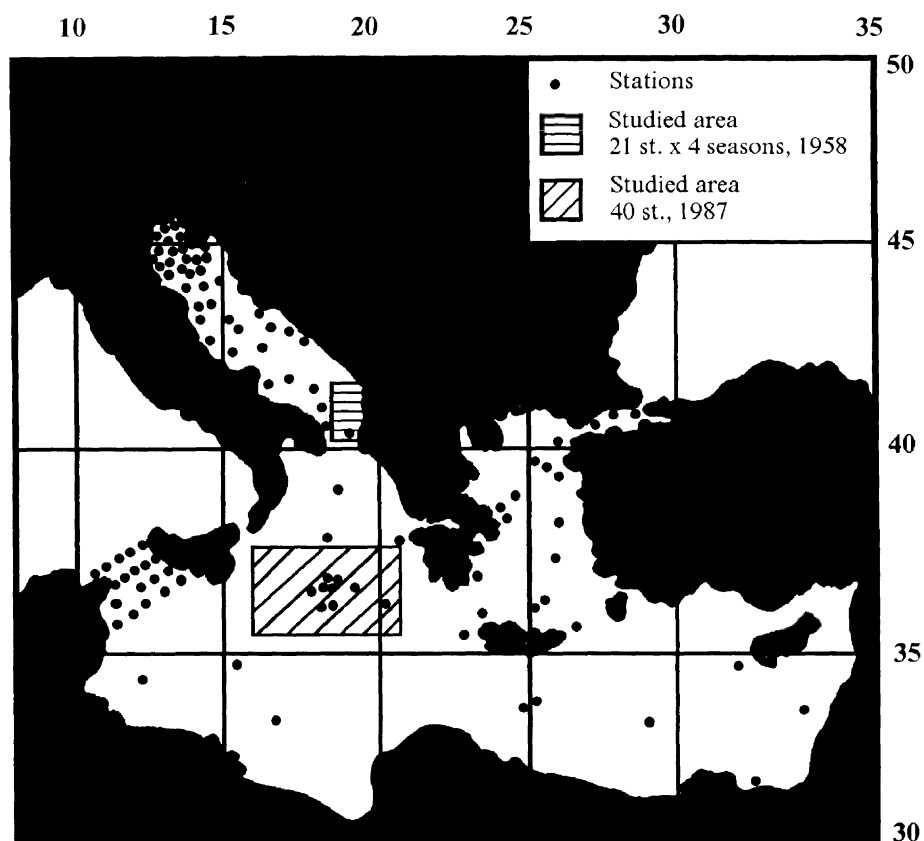 10 15 20 25 30 35
50
Stations
Studied area
21 st. x 4 seasons, 1958
Studied area
40 st., 1987
45
40
35
30